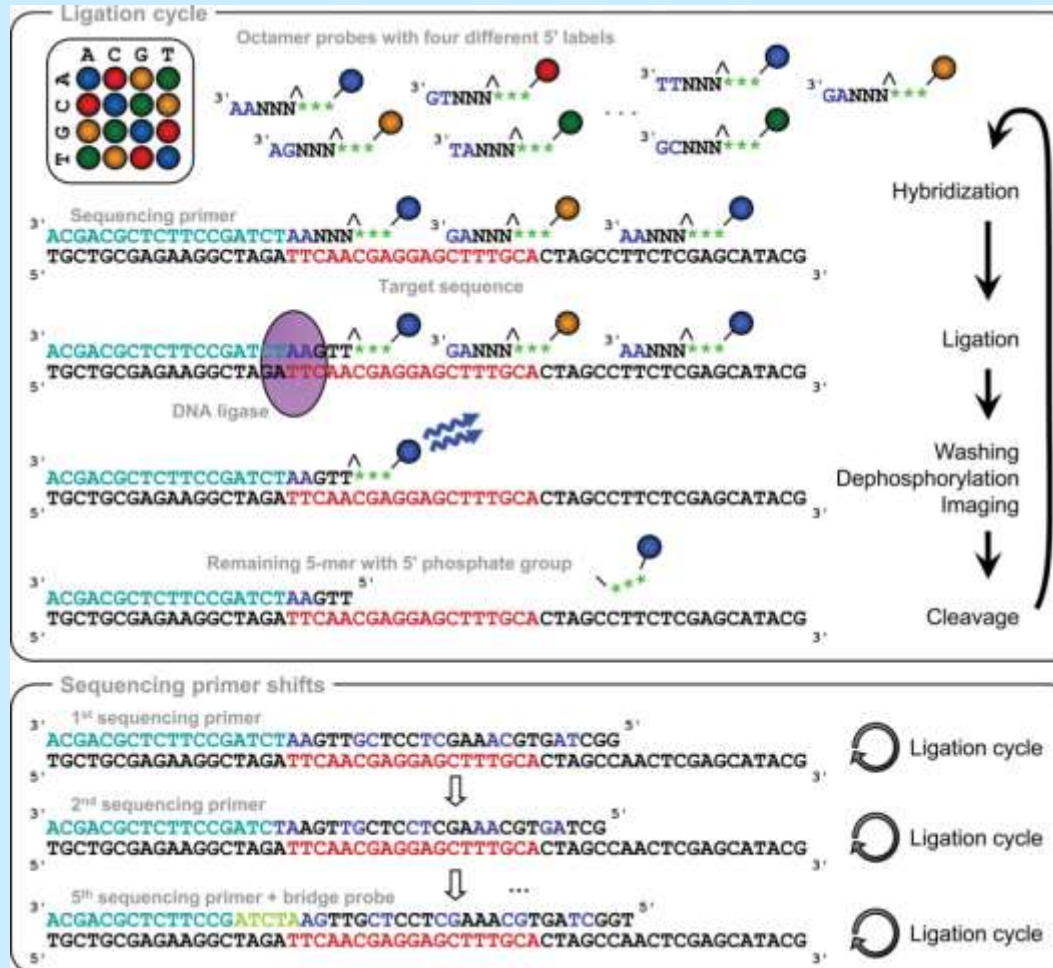 Ligation cycle
A C G T
A
C
G
T
Octamer probes with four different 5' labels
3' AANNN^***
3' GTNNN^***
3' TTNNN^***
3' GANNN^***
3' AGNNN^***
3' TANNN^***
. . .
3' GCNNN^***
Hybridization
Sequencing primer
3' ACGACGCTCTTCCGATCTAANNN^*** 3' GANNN^*** 3' AANNN^***
5' TGCTGCGAGAAGGCTAGATTCAACGAGGAGCTTTGCACTAGCCTTCTCGAGCATACG 3'
Target sequence
Ligation
3' ACGACGCTCTTCCGATCTAAGTT^*** 3' GANNN^*** 3' AANNN^***
5' TGCTGCGAGAAGGCTAGATTCAACGAGGAGCTTTGCACTAGCCTTCTCGAGCATACG 3'
DNA ligase
Washing
Dephosphorylation
Imaging
3' ACGACGCTCTTCCGATCTAAGTT^***
5' TGCTGCGAGAAGGCTAGATTCAACGAGGAGCTTTGCACTAGCCTTCTCGAGCATACG 3'
Remaining 5-mer with 5' phosphate group
***
3' ACGACGCTCTTCCGATCTAAGTT 5'
5' TGCTGCGAGAAGGCTAGATTCAACGAGGAGCTTTGCACTAGCCTTCTCGAGCATACG 3'
Cleavage
Sequencing primer shifts
1st sequencing primer
3' ACGACGCTCTTCCGATCTAAGTTGCTCCTCGAAACGTGATCGG 5'
5' TGCTGCGAGAAGGCTAGATTCAACGAGGAGCTTTGCACTAGCCAACTCGAGCATACG 3'
Ligation cycle
2nd sequencing primer
3' ACGACGCTCTTCCGATCTAAGTTGCTCCTCGAAACGTGATCG 5'
5' TGCTGCGAGAAGGCTAGATTCAACGAGGAGCTTTGCACTAGCCAACTCGAGCATACG 3'
Ligation cycle
...
5th sequencing primer + bridge probe
3' ACGACGCTCTTCCGATCTAAGTTGCTCCTCGAAACGTGATCGGT 5'
5' TGCTGCGAGAAGGCTAGATTCAACGAGGAGCTTTGCACTAGCCAACTCGAGCATACG 3'
Ligation cycle